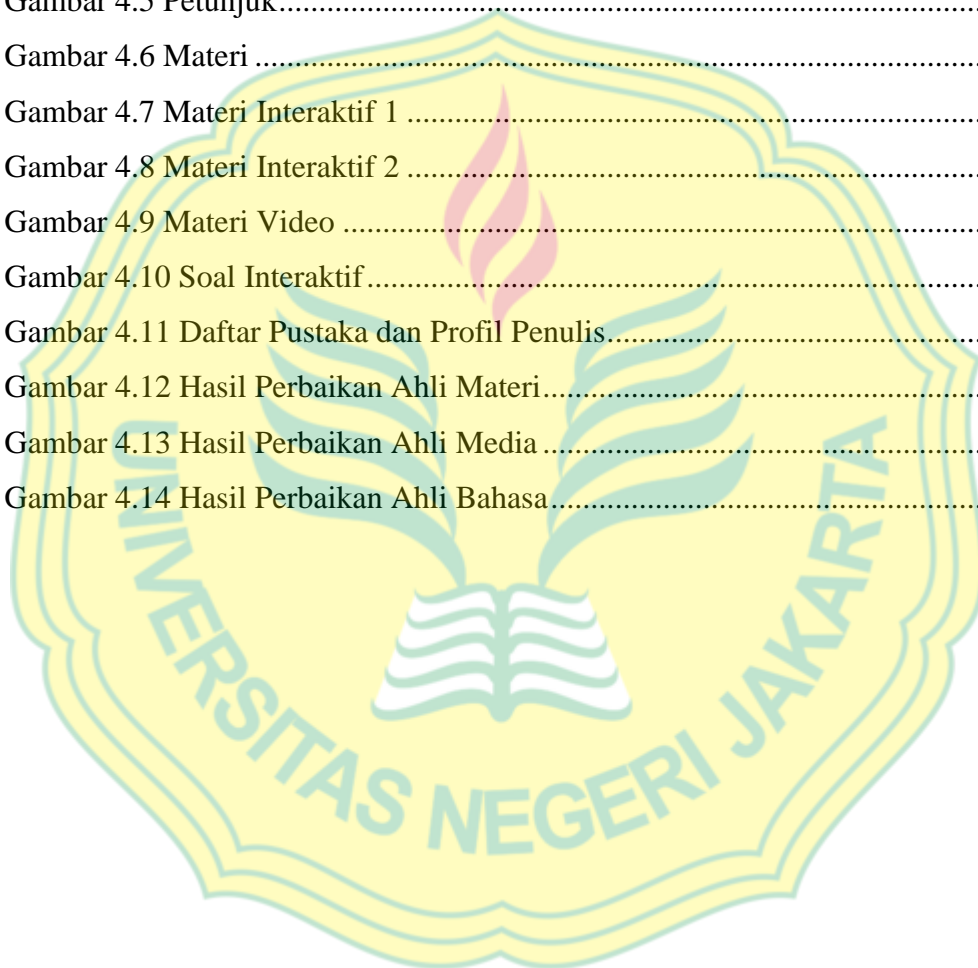 Gambar 4.5 Petunjuk..........................................................................................
Gambar 4.6 Materi ..........................................................................................
Gambar 4.7 Materi Interaktif 1 .......................................................................
Gambar 4.8 Materi Interaktif 2 .......................................................................
Gambar 4.9 Materi Video ...............................................................................
Gambar 4.10 Soal Interaktif............................................................................
Gambar 4.11 Daftar Pustaka dan Profil Penulis..............................................
Gambar 4.12 Hasil Perbaikan Ahli Materi......................................................
Gambar 4.13 Hasil Perbaikan Ahli Media ......................................................
Gambar 4.14 Hasil Perbaikan Ahli Bahasa.....................................................
UNIVERSITAS NEGERI JAKARTA